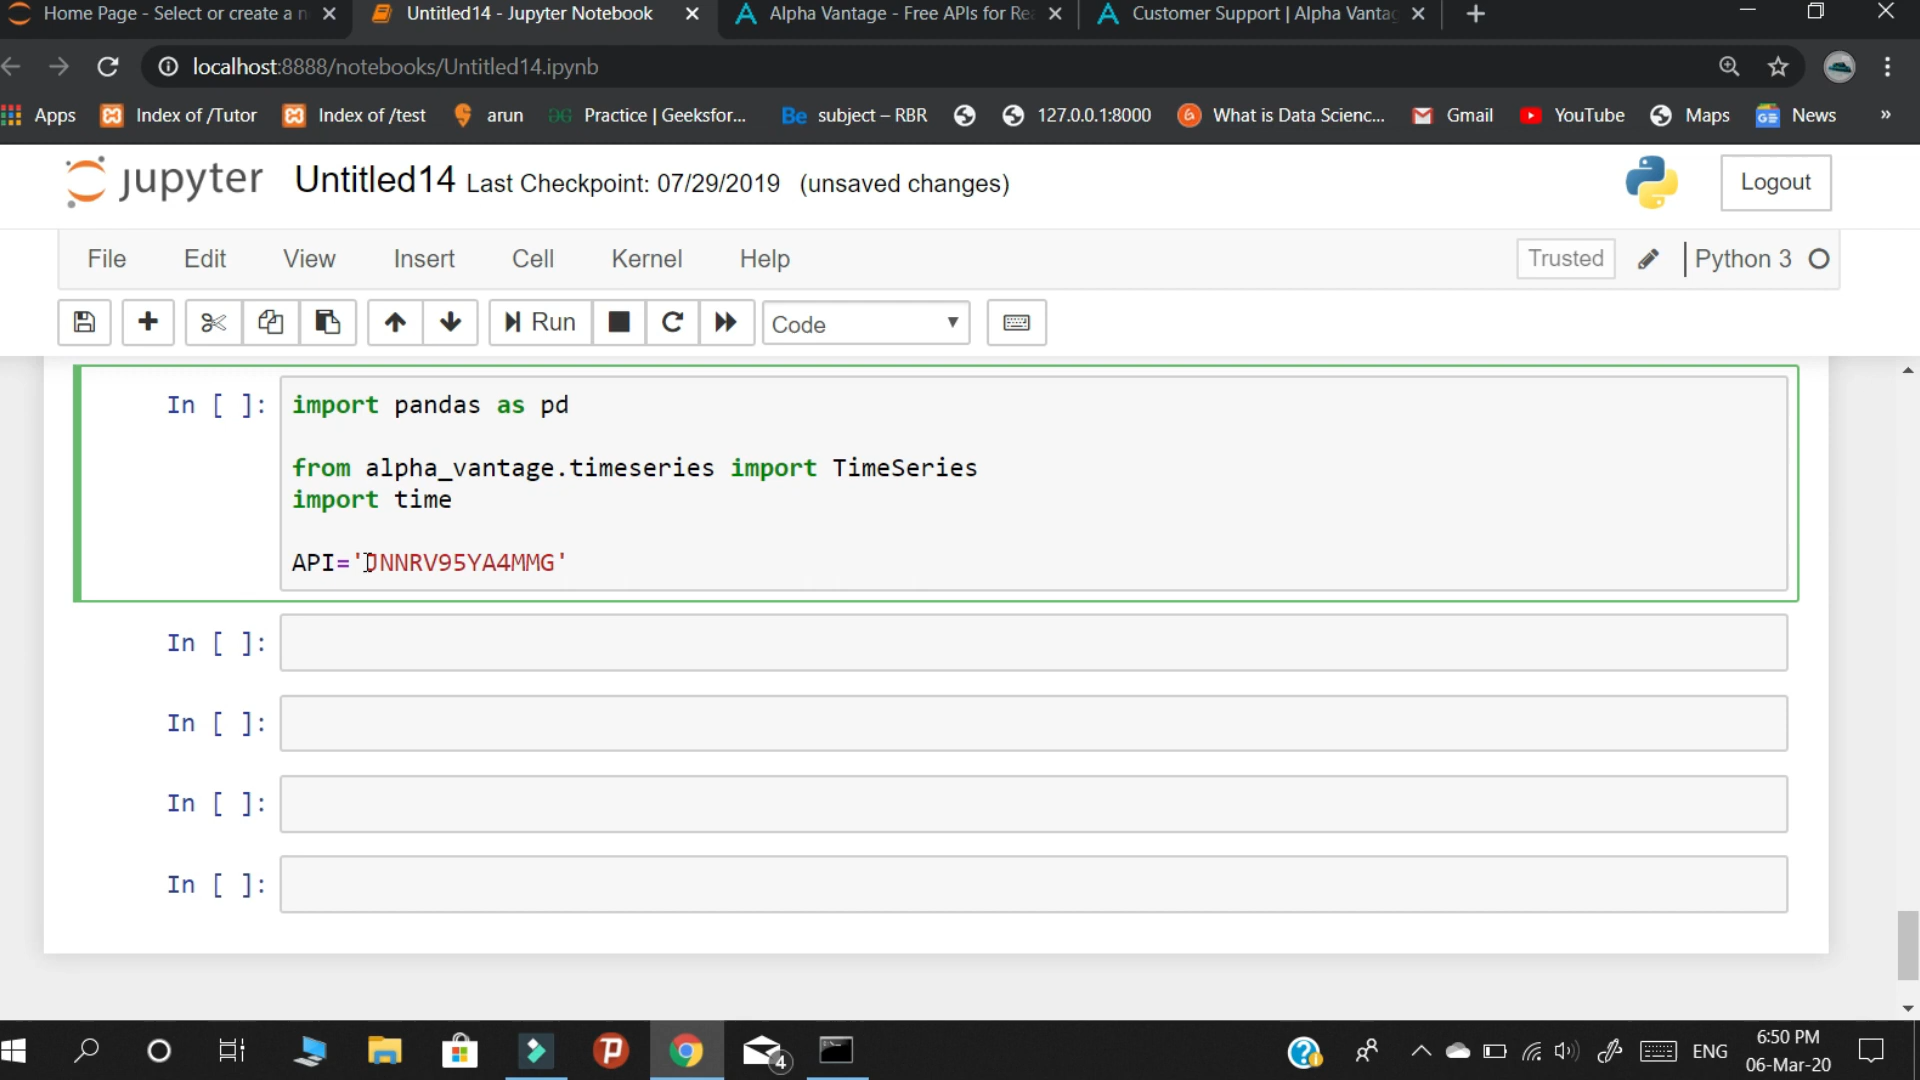 Home Page - Select or create a n
Untitled14 - Jupyter Notebook
Alpha Vantage - Free APIs for Re
Customer Support | Alpha Vantag
localhost:8888/notebooks/Untitled14.ipynb
Apps
Index of /Tutor
Index of /test
arun
Practice | Geeksfor...
Be subject – RBR
127.0.0.1:8000
What is Data Scienc...
Gmail
YouTube
Maps
News
»
jupyter Untitled14 Last Checkpoint: 07/29/2019 (unsaved changes)
Logout
File Edit View Insert Cell Kernel Help
Trusted
Python 3
Run
Code
In [ ]:
import pandas as pd
from alpha_vantage.timeseries import TimeSeries
import time
API='JNNRV95YA4MMG'
In [ ]:
In [ ]:
In [ ]:
In [ ]:
4
ENG
6:50 PM
06-Mar-20